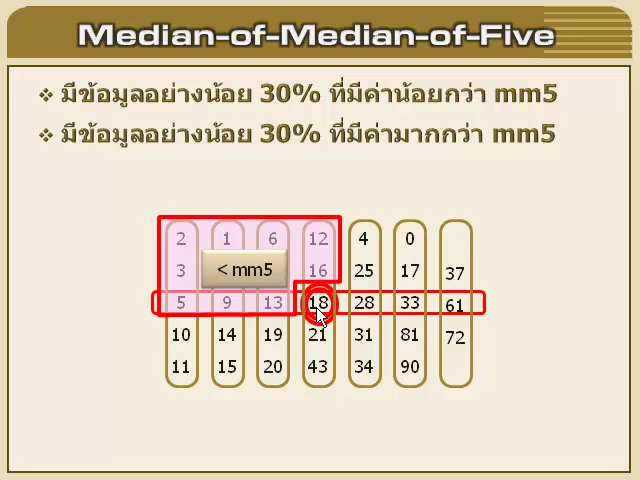 Median-of-Median-of-Five
❖ มีข้อมูลอย่างน้อย 30% ที่มีค่าน้อยกว่า mm5
❖ มีข้อมูลอย่างน้อย 30% ที่มีค่ามากกว่า mm5
2 1 6 12 4 0
3 < mm5 16 25 17 37
5 9 13 18 28 33 61
10 14 19 21 31 81 72
11 15 20 43 34 90